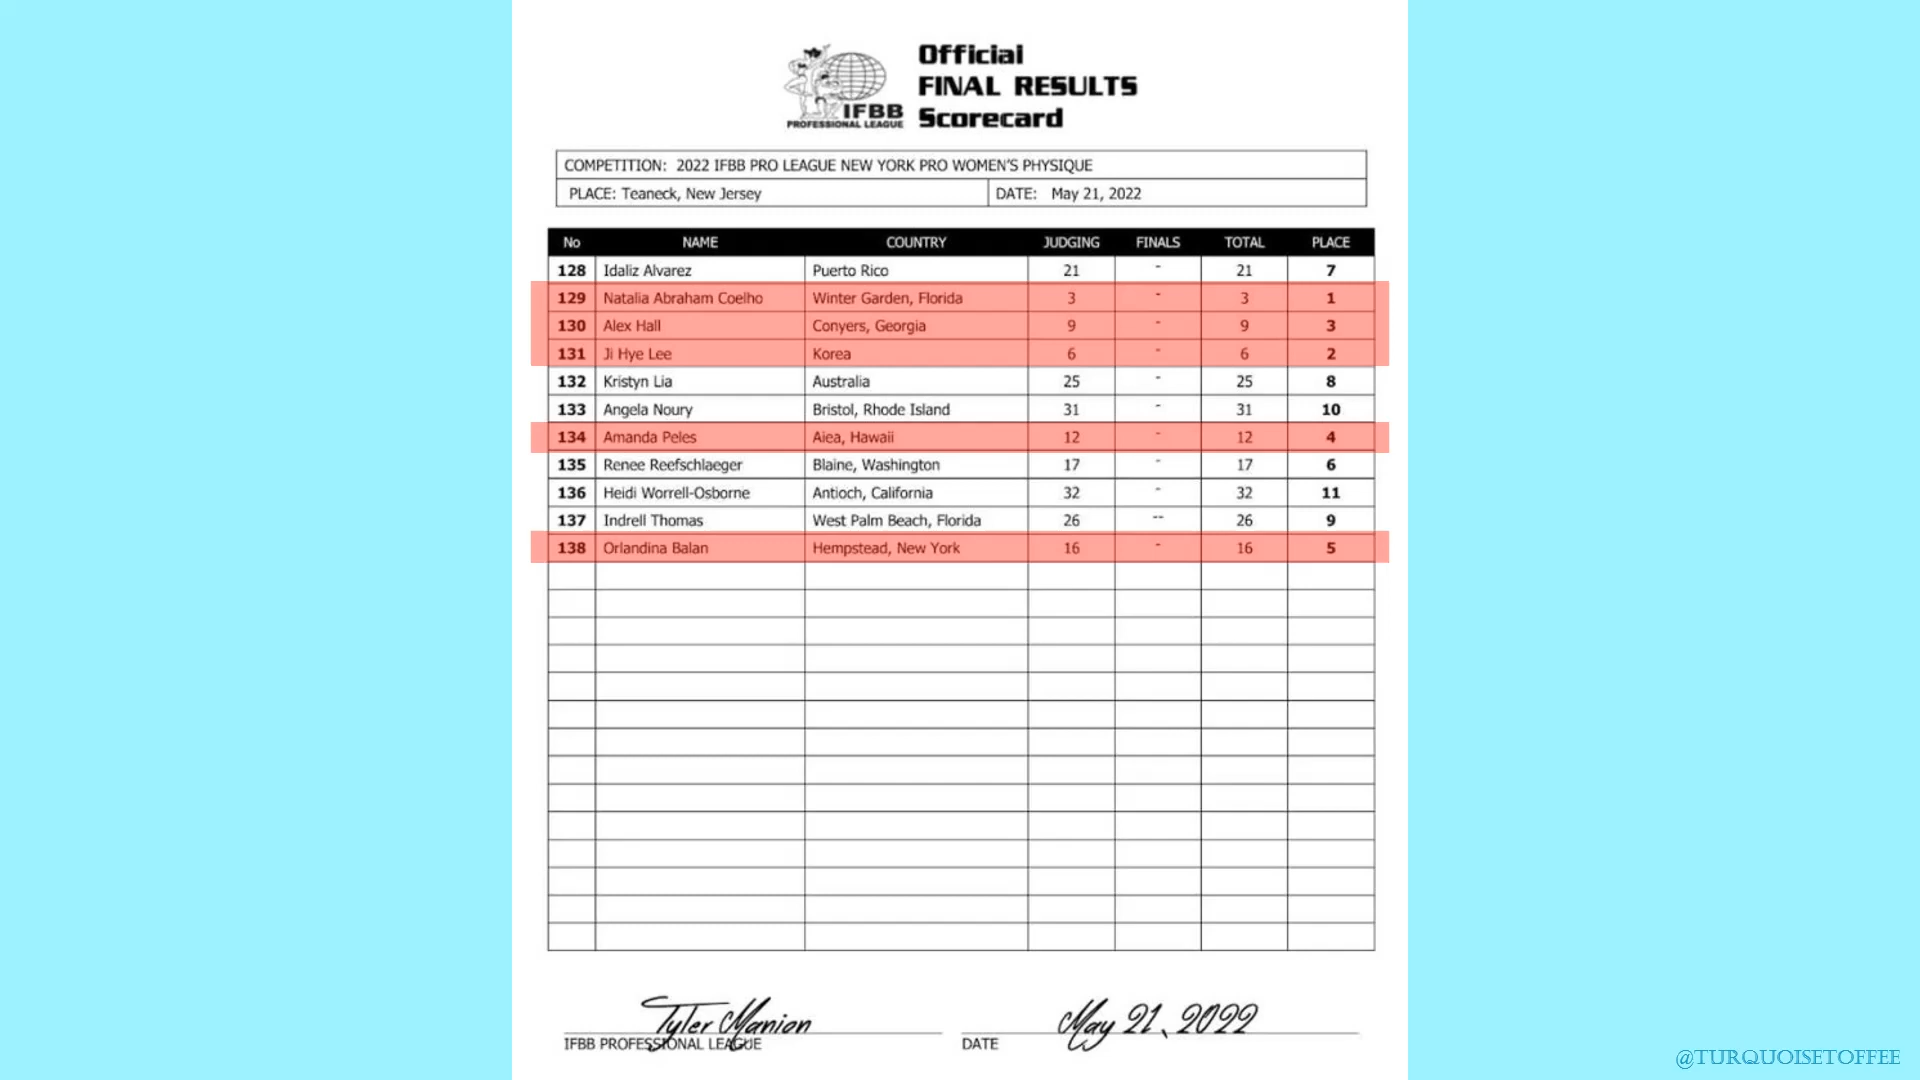 Official
FINAL RESULTS
Scorecard
IFBB
PROFESSIONAL LEAGUE
COMPETITION: 2022 IFBB PRO LEAGUE NEW YORK PRO WOMEN'S PHYSIQUE
PLACE: Teaneck, New Jersey DATE: May 21, 2022
No NAME COUNTRY JUDGING FINALS TOTAL PLACE
128 Idaliz Alvarez Puerto Rico 21 - 21 7
129 Natalia Abraham Coelho Winter Garden, Florida 3 - 3 1
130 Alex Hall Conyers, Georgia 9 - 9 3
131 Ji Hye Lee Korea 6 - 6 2
132 Kristyn Lia Australia 25 - 25 8
133 Angela Noury Bristol, Rhode Island 31 - 31 10
134 Amanda Peles Aiea, Hawaii 12 - 12 4
135 Renee Reefschlaeger Blaine, Washington 17 - 17 6
136 Heidi Worrell-Osborne Antioch, California 32 - 32 11
137 Indrell Thomas West Palm Beach, Florida 26 -- 26 9
138 Orlandina Balan Hempstead, New York 16 - 16 5
Tyler Manion May 21, 2022
IFBB PROFESSIONAL LEAGUE DATE
@TURQUOISETOFFEE